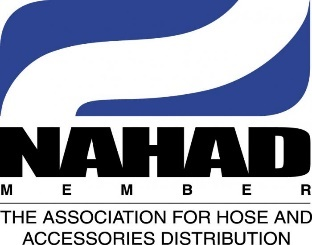 NAHAD
MEMBER
THE ASSOCIATION FOR HOSE AND
ACCESSORIES DISTRIBUTION